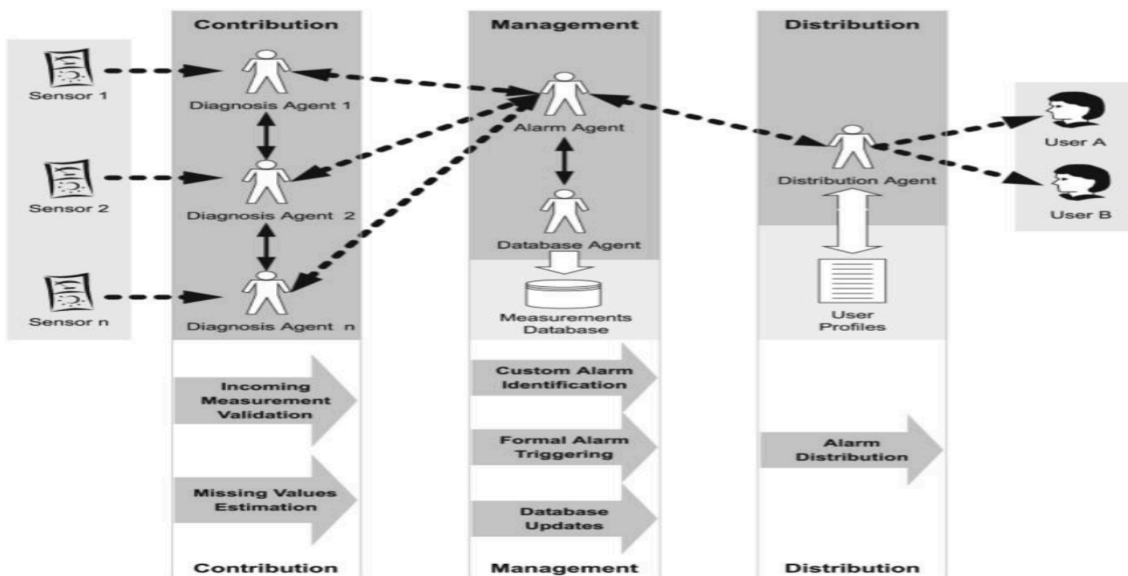 Contribution
Management
Distribution
Sensor 1
Diagnosis Agent 1
Alarm Agent
User A
Sensor 2
Diagnosis Agent 2
Distribution Agent
User B
Database Agent
Sensor n
Diagnosis Agent n
Measurements
Database
User
Profiles
Incoming
Measurement
Validation
Custom Alarm
Identification
Formal Alarm
Triggering
Alarm
Distribution
Missing Values
Estimation
Database
Updates
Contribution
Management
Distribution